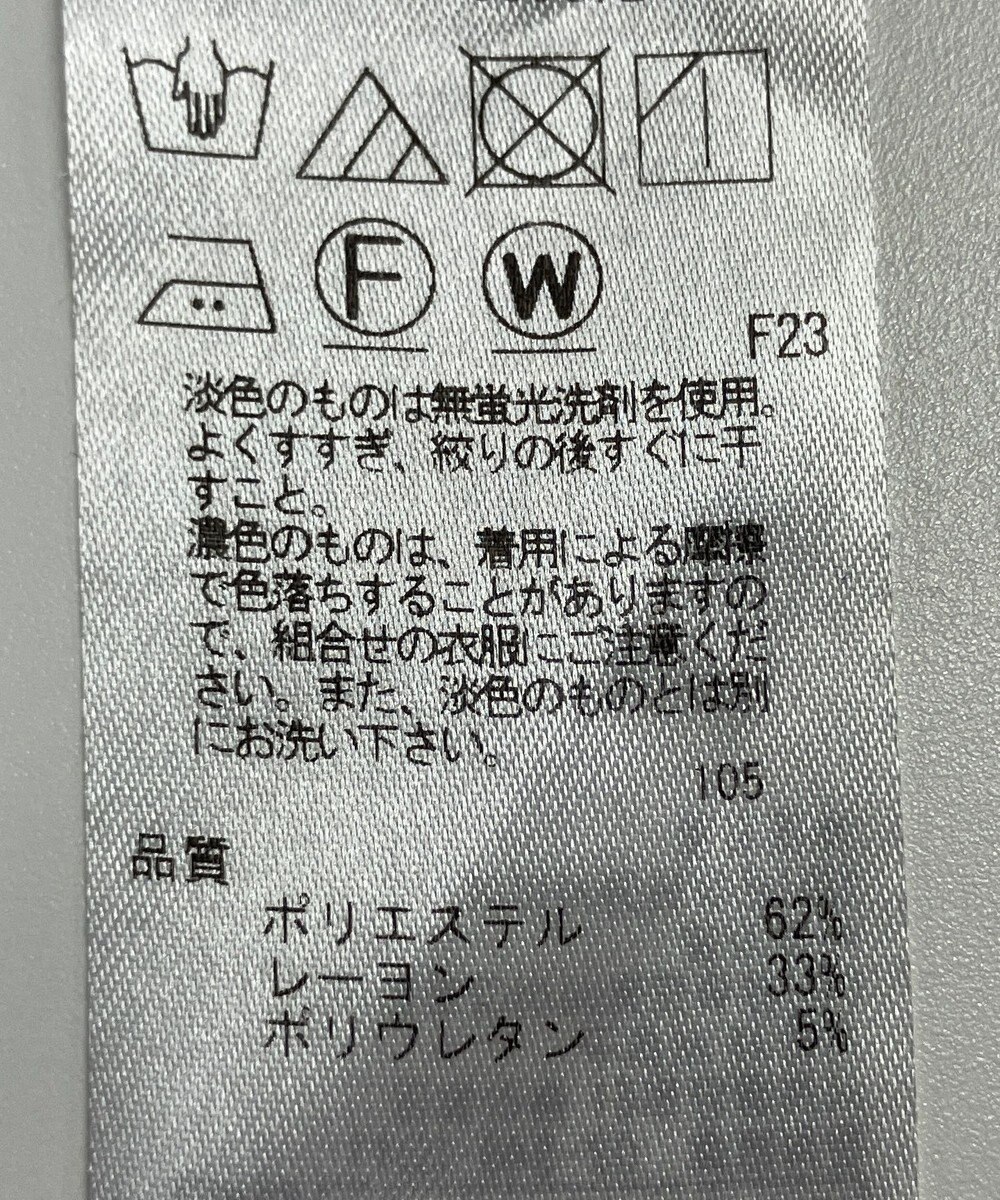 F W
F23
淡色のものは無蛍光洗剤を使用。
よくすすぎ、絞りの後すぐに干
すこと。
濃色のものは、着用による摩擦
で色落ちすることがありますの
で、組合せの衣服にご注意くだ
さい。また、淡色のものとは別
にお洗い下さい。
105
品質
ポリエステル 62%
レーヨン 33%
ポリウレタン 5%